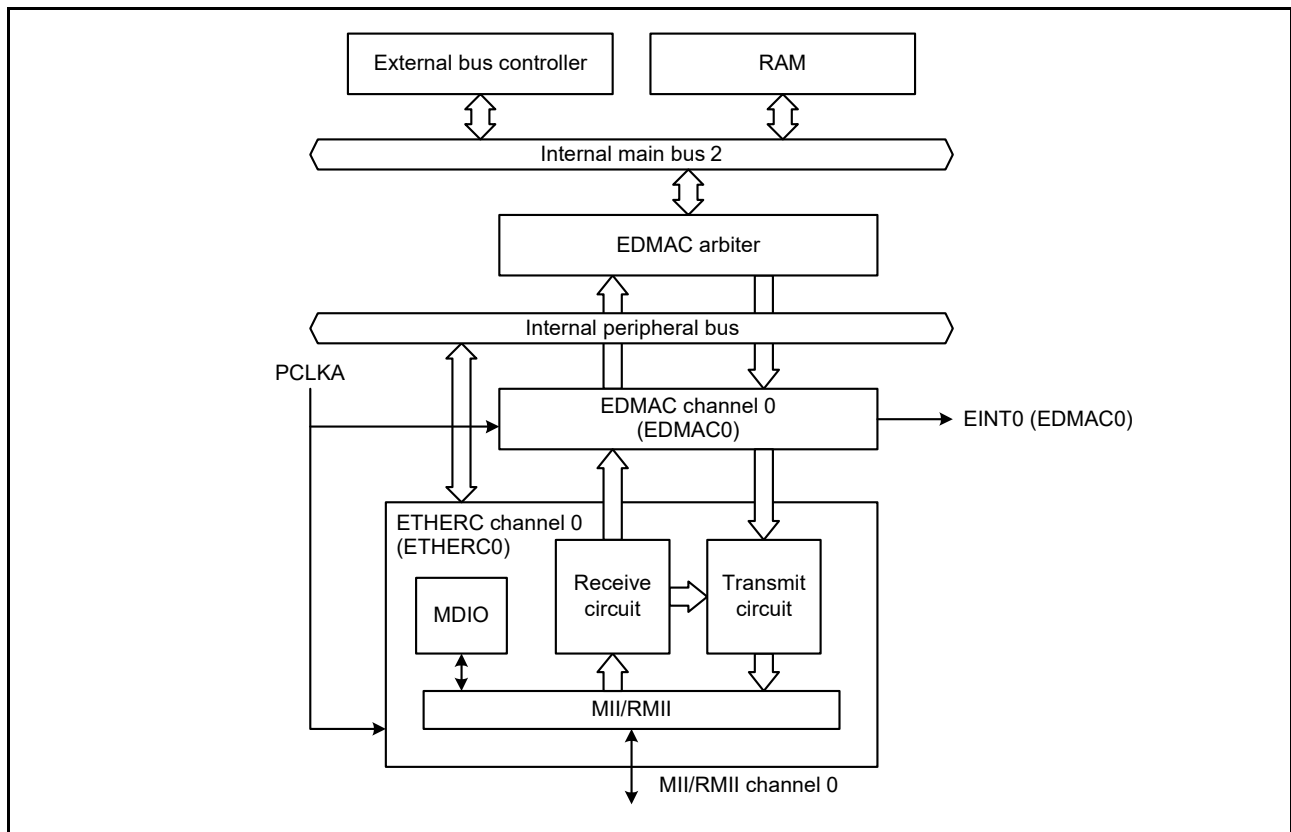 External bus controller
RAM
Internal main bus 2
EDMAC arbiter
Internal peripheral bus
PCLKA
EDMAC channel 0
(EDMAC0)
EINT0 (EDMAC0)
ETHERC channel 0
(ETHERC0)
Receive
circuit
Transmit
circuit
MDIO
MII/RMII
MII/RMII channel 0